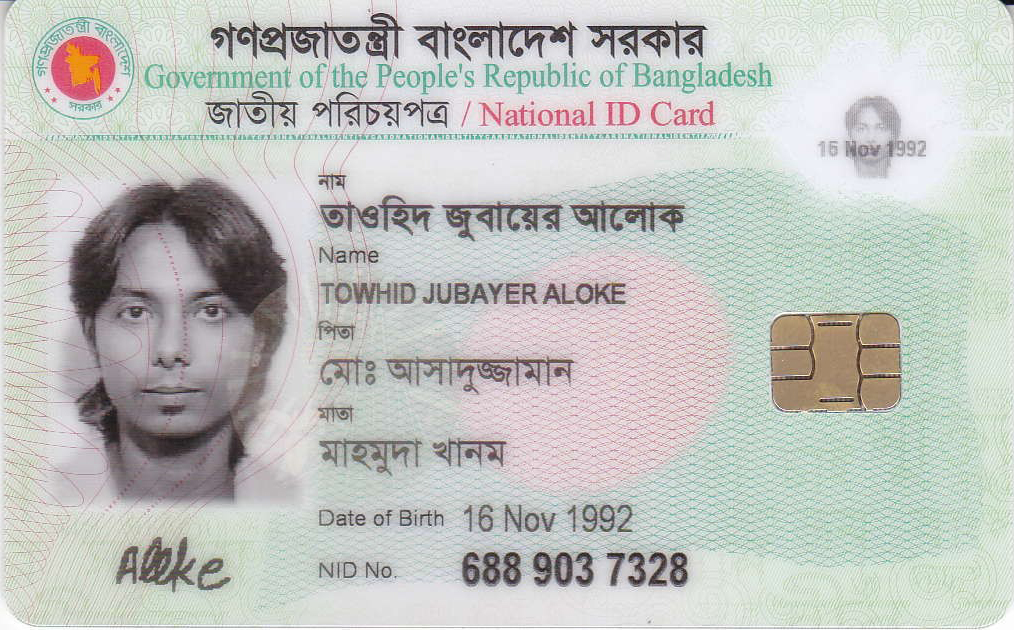 গণপ্রজাতন্ত্রী বাংলাদেশ সরকার
গণপ্রজাতন্ত্রী বাংলাদেশ
সরকার
Government of the People's Republic of Bangladesh
জাতীয় পরিচয়পত্র / National ID Card
16 Nov 1992
নাম
তাওহিদ জুবায়ের আলোক
Name
TOWHID JUBAYER ALOKE
পিতা
মোঃ আসাদুজ্জামান
মাতা
মাহমুদা খানম
Date of Birth 16 Nov 1992
Aloke
NID No. 688 903 7328